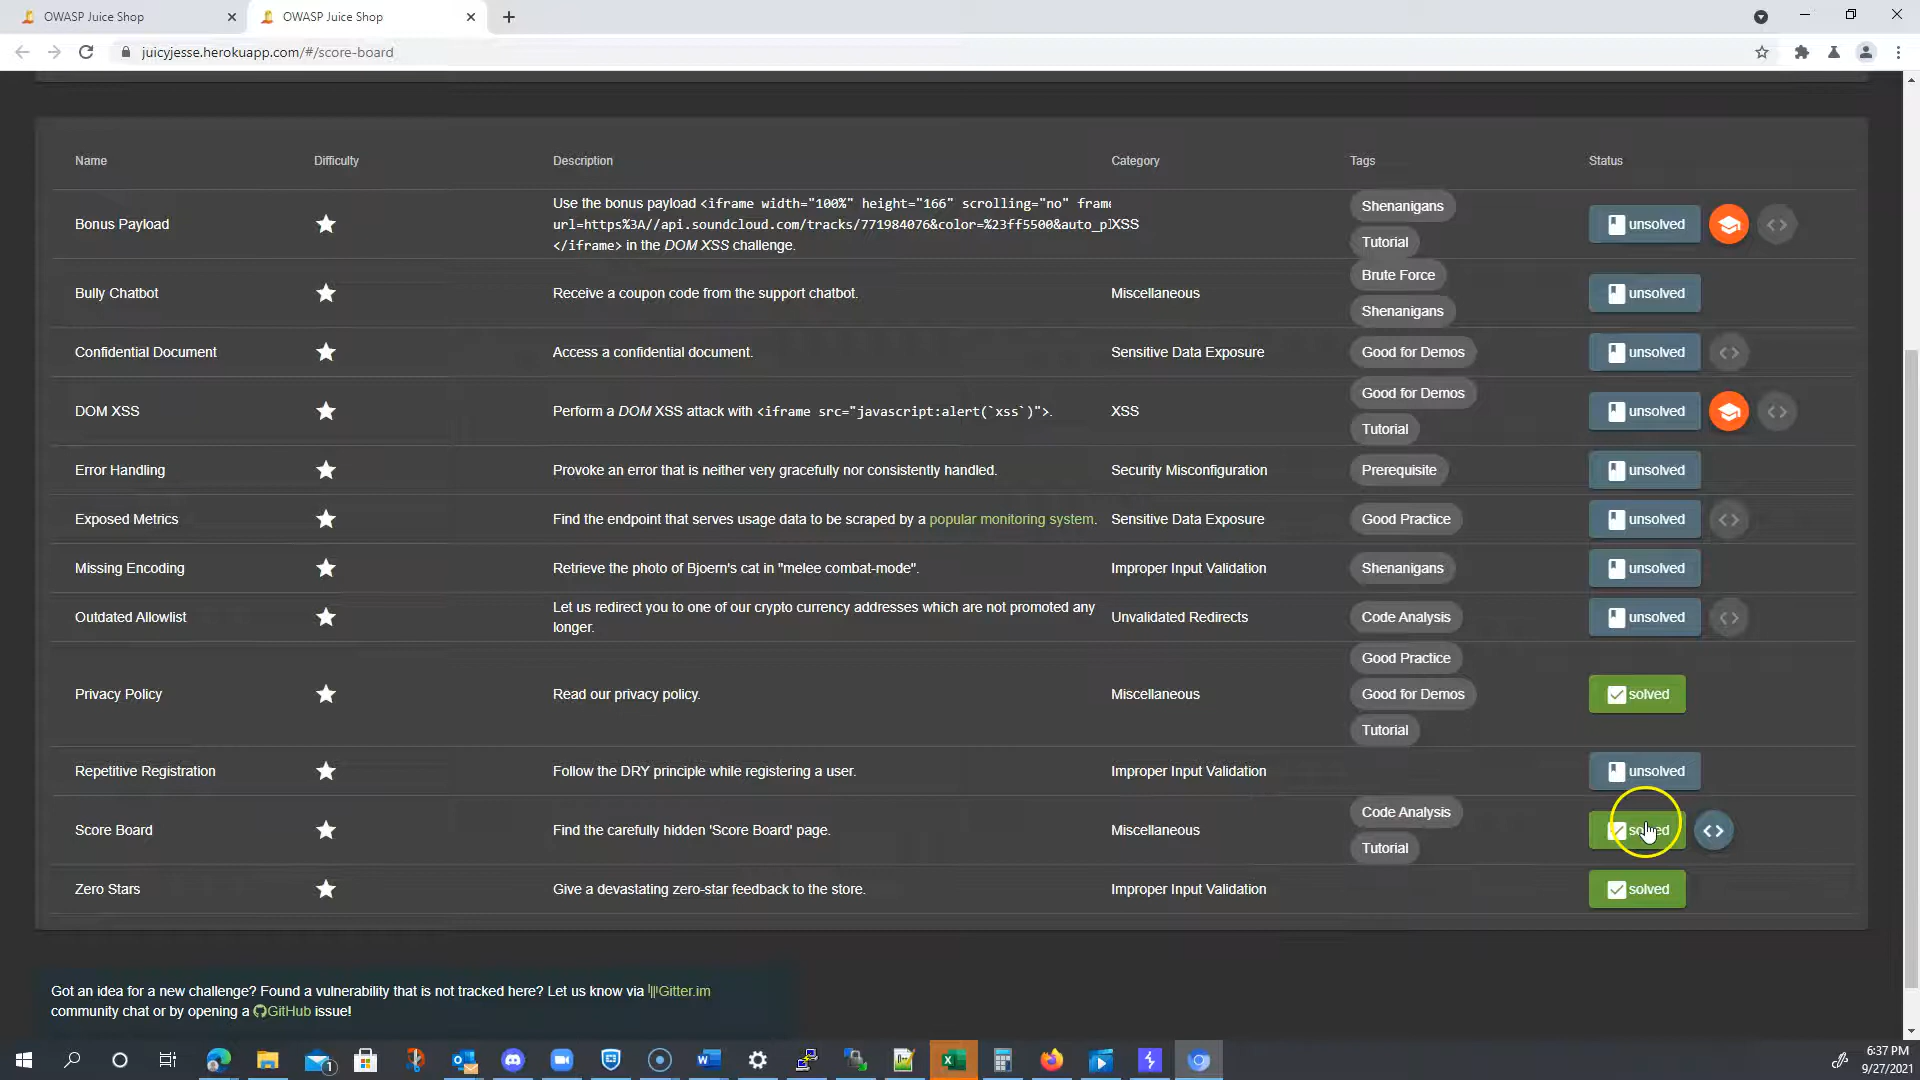 OWASP Juice Shop
OWASP Juice Shop
juicyjesse.herokuapp.com/#/score-board
Name Difficulty Description Category Tags Status
Bonus Payload
Use the bonus payload <iframe width="100%" height="166" scrolling="no" frame
url=https%3A//api.soundcloud.com/tracks/771984076&color=%23ff5500&auto_pl
</iframe> in the DOM XSS challenge.
XSS
Shenanigans
Tutorial
unsolved
Bully Chatbot
Receive a coupon code from the support chatbot.
Miscellaneous
Brute Force
Shenanigans
unsolved
Confidential Document
Access a confidential document.
Sensitive Data Exposure
Good for Demos
unsolved
DOM XSS
Perform a DOM XSS attack with <iframe src="javascript:alert(`xss`)">.
XSS
Good for Demos
Tutorial
unsolved
Error Handling
Provoke an error that is neither very gracefully nor consistently handled.
Security Misconfiguration
Prerequisite
unsolved
Exposed Metrics
Find the endpoint that serves usage data to be scraped by a popular monitoring system.
Sensitive Data Exposure
Good Practice
unsolved
Missing Encoding
Retrieve the photo of Bjoern's cat in "melee combat-mode".
Improper Input Validation
Shenanigans
unsolved
Outdated Allowlist
Let us redirect you to one of our crypto currency addresses which are not promoted any
longer.
Unvalidated Redirects
Code Analysis
unsolved
Privacy Policy
Read our privacy policy.
Miscellaneous
Good Practice
Good for Demos
Tutorial
solved
Repetitive Registration
Follow the DRY principle while registering a user.
Improper Input Validation
unsolved
Score Board
Find the carefully hidden 'Score Board' page.
Miscellaneous
Code Analysis
Tutorial
solved
Zero Stars
Give a devastating zero-star feedback to the store.
Improper Input Validation
solved
Got an idea for a new challenge? Found a vulnerability that is not tracked here? Let us know via Gitter.im
community chat or by opening a GitHub issue!
6:37 PM
9/27/2021